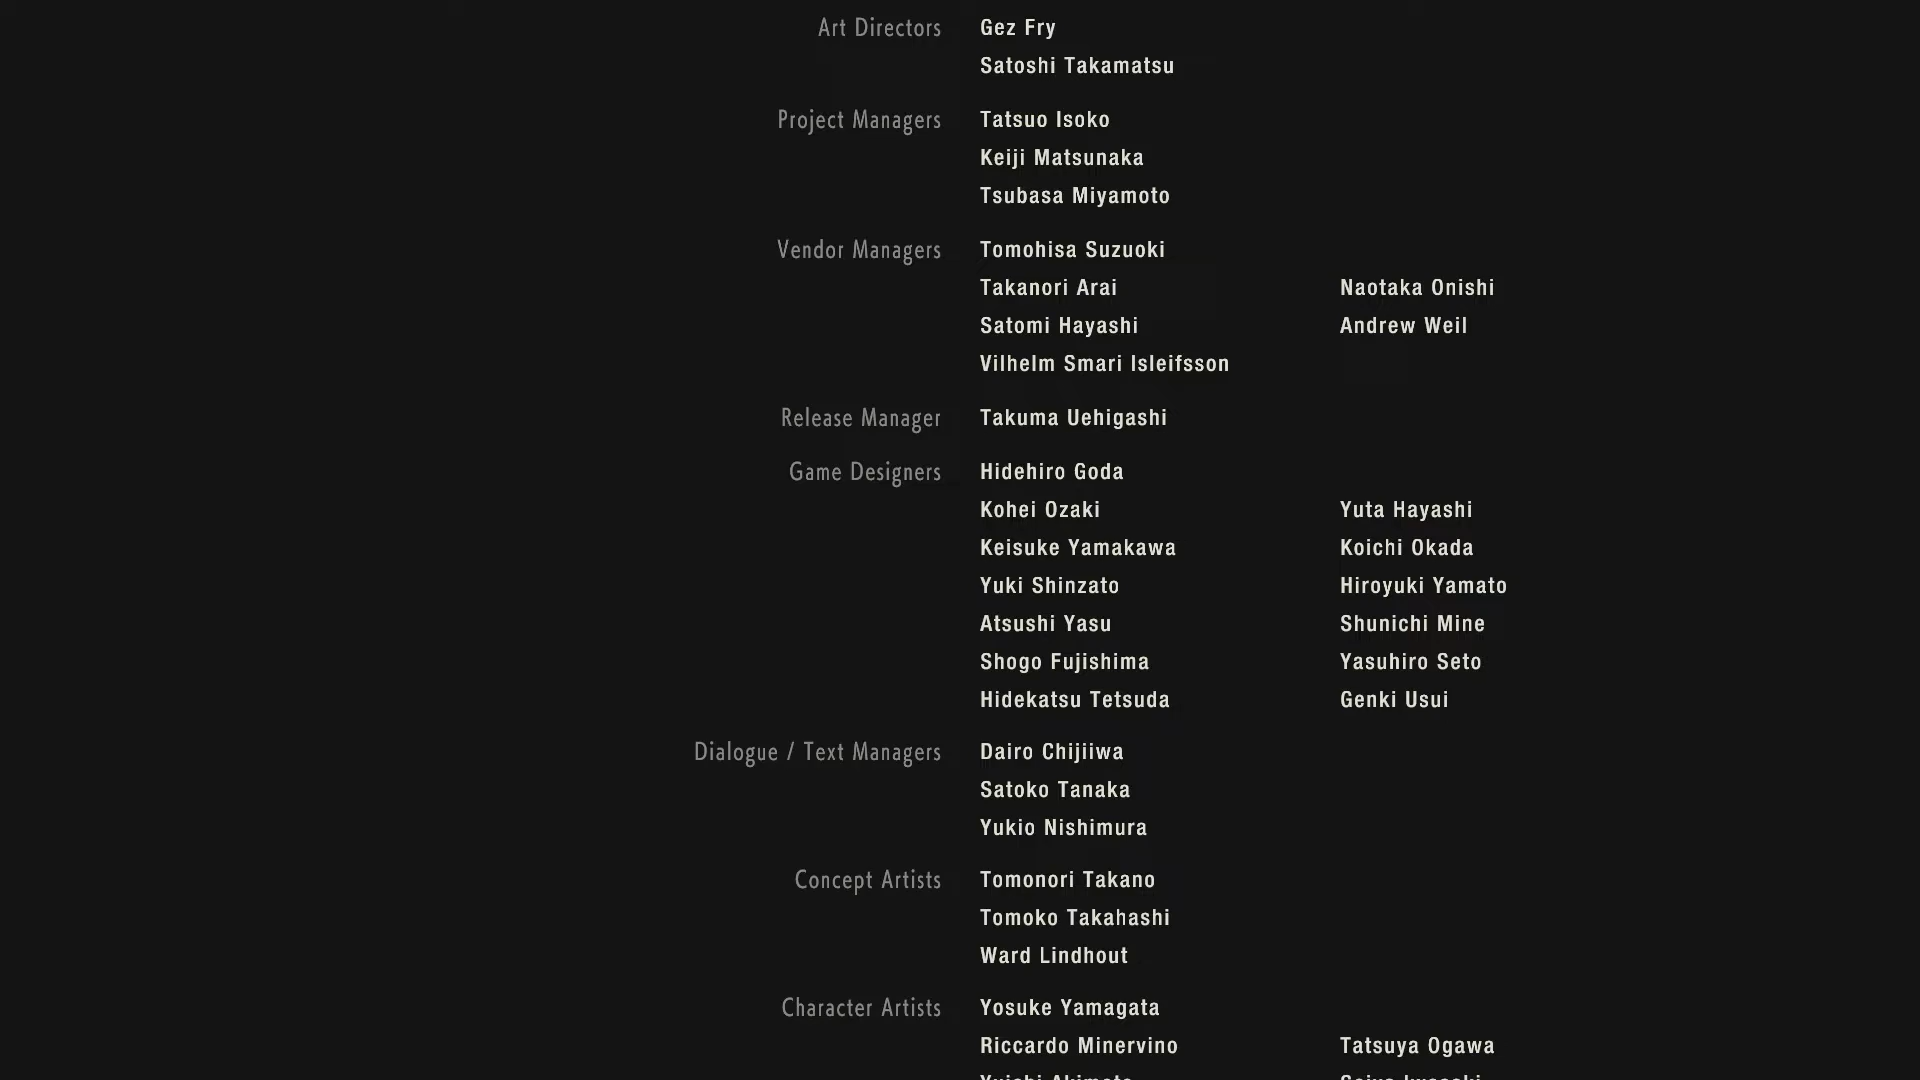 Art Directors Gez Fry
Satoshi Takamatsu
Project Managers Tatsuo Isoko
Keiji Matsunaka
Tsubasa Miyamoto
Vendor Managers Tomohisa Suzuoki
Takanori Arai Naotaka Onishi
Satomi Hayashi Andrew Weil
Vilhelm Smari Isleifsson
Release Manager Takuma Uehigashi
Game Designers Hidehiro Goda
Kohei Ozaki Yuta Hayashi
Keisuke Yamakawa Koichi Okada
Yuki Shinzato Hiroyuki Yamato
Atsushi Yasu Shunichi Mine
Shogo Fujishima Yasuhiro Seto
Hidekatsu Tetsuda Genki Usui
Dialogue / Text Managers Dairo Chijiiwa
Satoko Tanaka
Yukio Nishimura
Concept Artists Tomonori Takano
Tomoko Takahashi
Ward Lindhout
Character Artists Yosuke Yamagata
Riccardo Minervino Tatsuya Ogawa